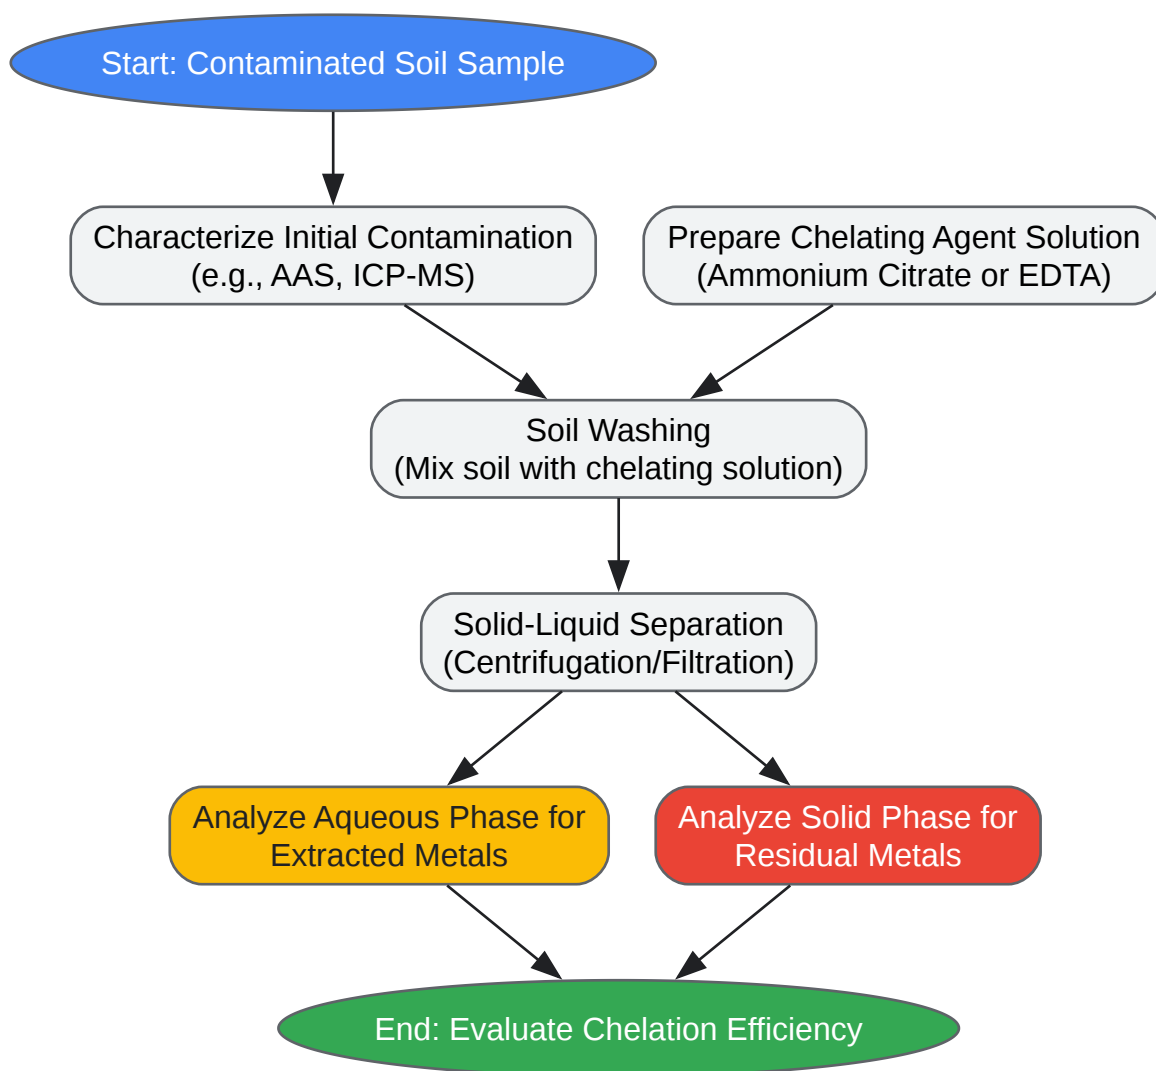 Start: Contaminated Soil Sample
Characterize Initial Contamination
(e.g., AAS, ICP-MS)
Prepare Chelating Agent Solution
(Ammonium Citrate or EDTA)
Soil Washing
(Mix soil with chelating solution)
Solid-Liquid Separation
(Centrifugation/Filtration)
Analyze Aqueous Phase for
Extracted Metals
Analyze Solid Phase for
Residual Metals
End: Evaluate Chelation Efficiency